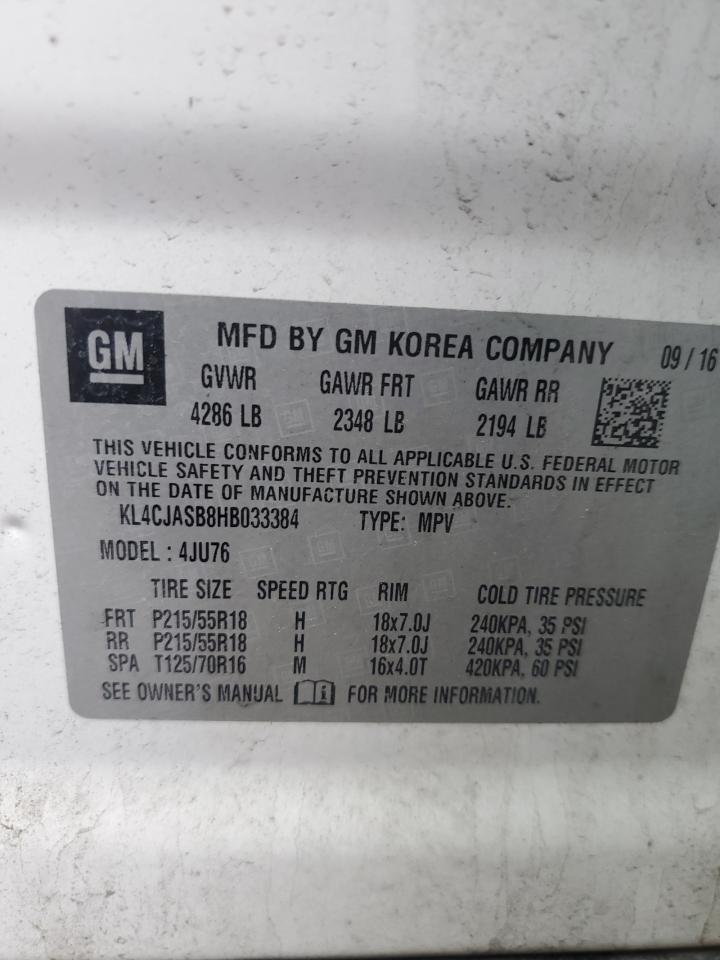 GM
MFD BY GM KOREA COMPANY 09 / 16
GVWR GAWR FRT GAWR RR
4286 LB 2348 LB 2194 LB
THIS VEHICLE CONFORMS TO ALL APPLICABLE U.S. FEDERAL MOTOR
VEHICLE SAFETY AND THEFT PREVENTION STANDARDS IN EFFECT
ON THE DATE OF MANUFACTURE SHOWN ABOVE.
KL4CJASB8HB033384 TYPE: MPV
MODEL : 4JU76
TIRE SIZE SPEED RTG RIM COLD TIRE PRESSURE
FRT P215/55R18 H 18x7.0J 240KPA, 35 PSI
RR P215/55R18 H 18x7.0J 240KPA, 35 PSI
SPA T125/70R16 M 16x4.0T 420KPA, 60 PSI
SEE OWNER'S MANUAL i FOR MORE INFORMATION.